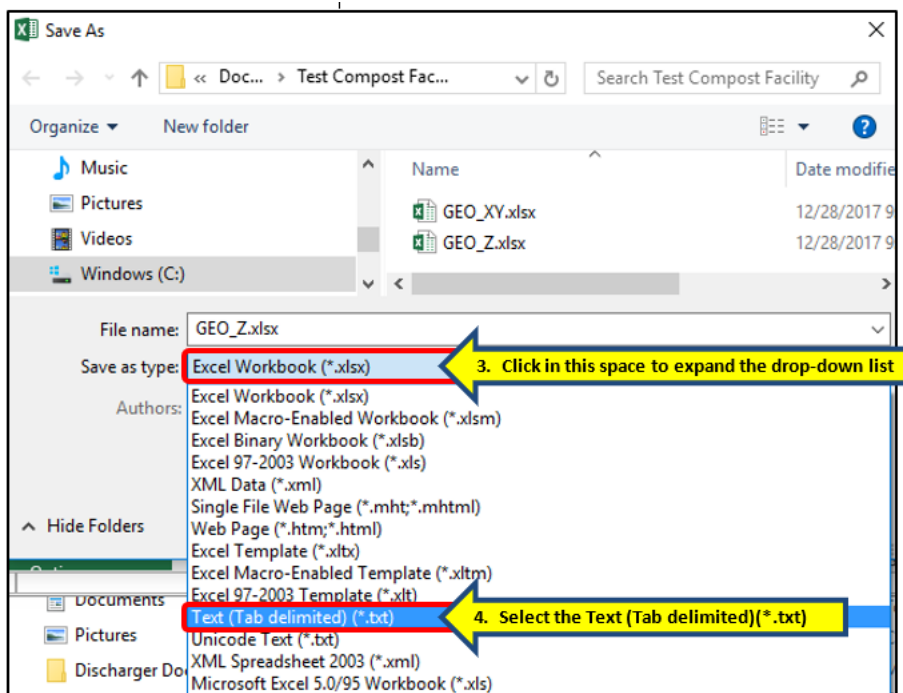 Save As
« Doc... > Test Compost Fac...
Search Test Compost Facility
Organize
New folder
Music
Pictures
Videos
Windows (C:)
Name
Date modifie
GEO_XY.xlsx
12/28/2017 9
GEO_Z.xlsx
12/28/2017 9
File name: GEO_Z.xlsx
Save as type: Excel Workbook (*.xlsx)
3. Click in this space to expand the drop-down list
Authors:
Excel Workbook (*.xlsx)
Excel Macro-Enabled Workbook (*.xlsm)
Excel Binary Workbook (*.xlsb)
Excel 97-2003 Workbook (*.xls)
XML Data (*.xml)
Single File Web Page (*.mht;*.mhtml)
Web Page (*.htm;*.html)
Excel Template (*.xltx)
Excel Macro-Enabled Template (*.xltm)
Excel 97-2003 Template (*.xlt)
Text (Tab delimited) (*.txt)
4. Select the Text (Tab delimited)(*.txt)
Unicode Text (*.txt)
XML Spreadsheet 2003 (*.xml)
Microsoft Excel 5.0/95 Workbook (*.xls)
Hide Folders
Documents
Pictures
Discharger Do